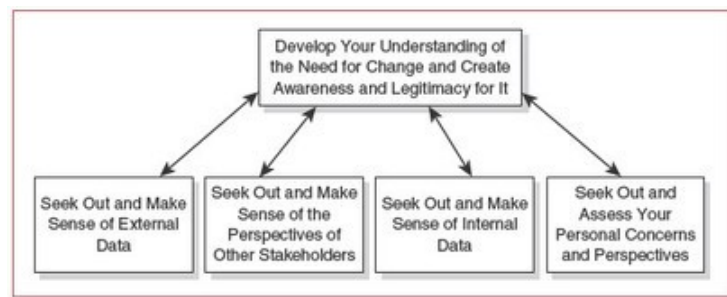 Develop Your Understanding of
the Need for Change and Create
Awareness and Legitimacy for It
Seek Out and Make
Sense of External
Data
Seek Out and Make
Sense of the
Perspectives of
Other Stakeholders
Seek Out and Make
Sense of Internal
Data
Seek Out and
Assess Your
Personal Concerns
and Perspectives